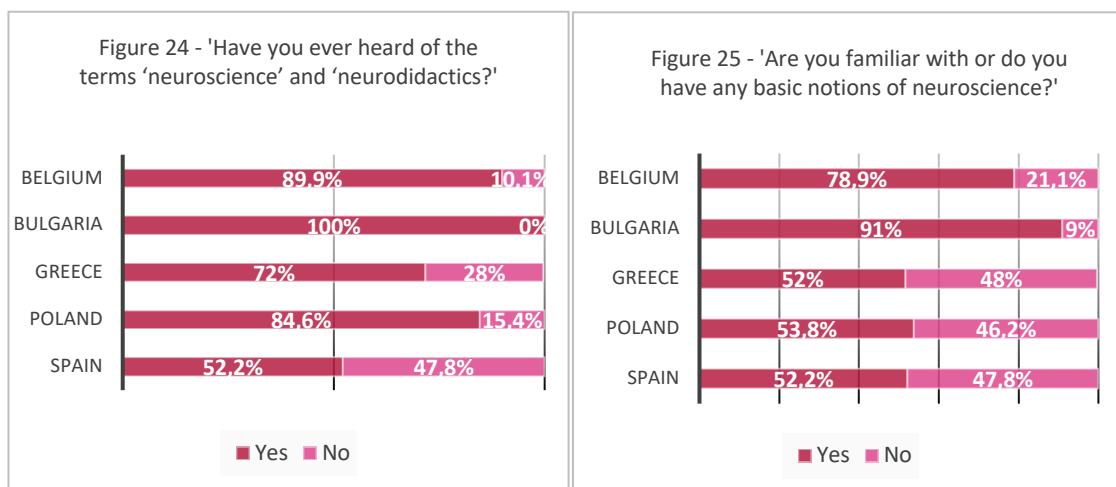 Figure 24 - 'Have you ever heard of the
terms ‘neuroscience’ and ‘neurodidactics?'
BELGIUM 89,9% 10,1%
BULGARIA 100% 0%
GREECE 72% 28%
POLAND 84,6% 15,4%
SPAIN 52,2% 47,8%
Yes No
Figure 25 - 'Are you familiar with or do you
have any basic notions of neuroscience?'
BELGIUM 78,9% 21,1%
BULGARIA 91% 9%
GREECE 52% 48%
POLAND 53,8% 46,2%
SPAIN 52,2% 47,8%
Yes No